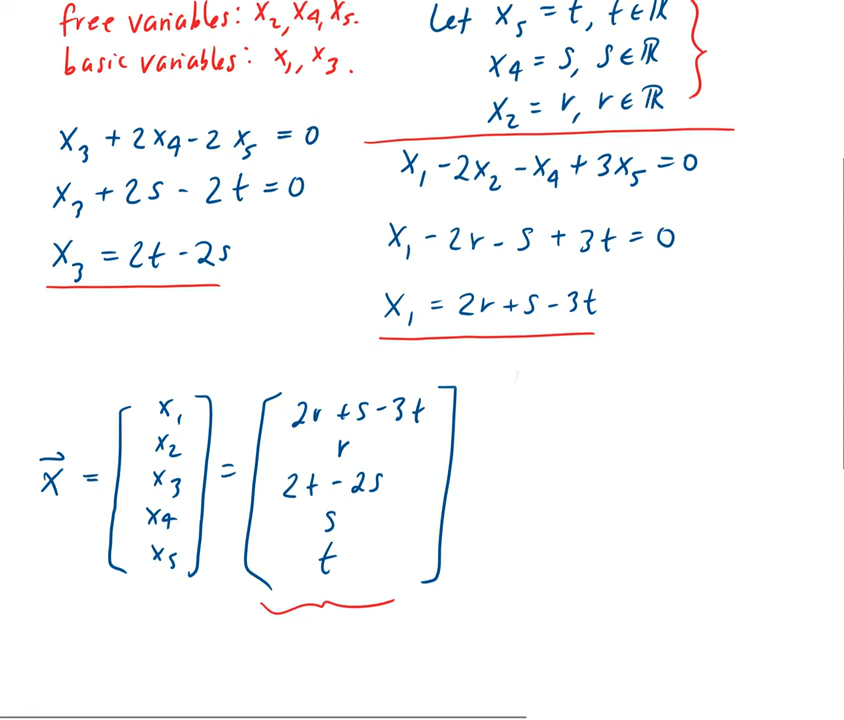 free variables: x₂, x₄, x₅.
basic variables: x₁, x₃.
Let x₅ = t, t ∈ ℝ
x₄ = s, s ∈ ℝ
x₂ = r, r ∈ ℝ
x₃ + 2x₄ - 2x₅ = 0
x₃ + 2s - 2t = 0
x₃ = 2t - 2s
x₁ - 2x₂ - x₄ + 3x₅ = 0
x₁ - 2r - s + 3t = 0
x₁ = 2r + s - 3t
x⃗ = [x₁ x₂ x₃ x₄ x₅] = [2r + s - 3t
r
2t - 2s
s
t]